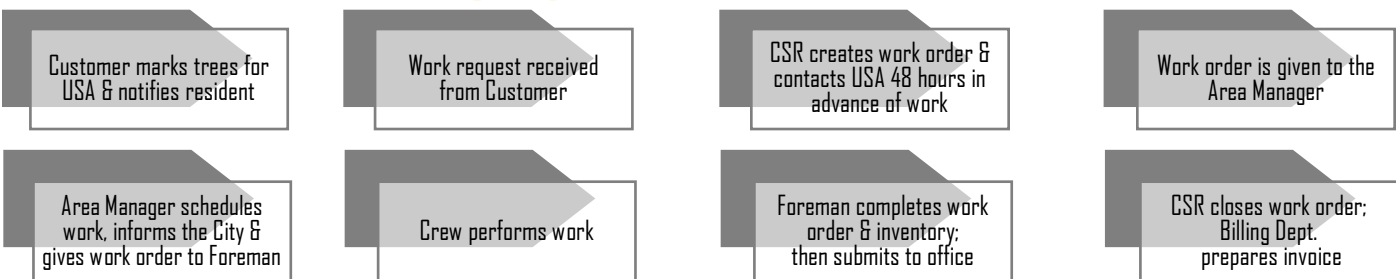 Customer marks trees for
USA & notifies resident
Work request received
from Customer
CSR creates work order &
contacts USA 48 hours in
advance of work
Work order is given to the
Area Manager
Area Manager schedules
work, informs the City &
gives work order to Foreman
Crew performs work
Foreman completes work
order & inventory;
then submits to office
CSR closes work order;
Billing Dept.
prepares invoice